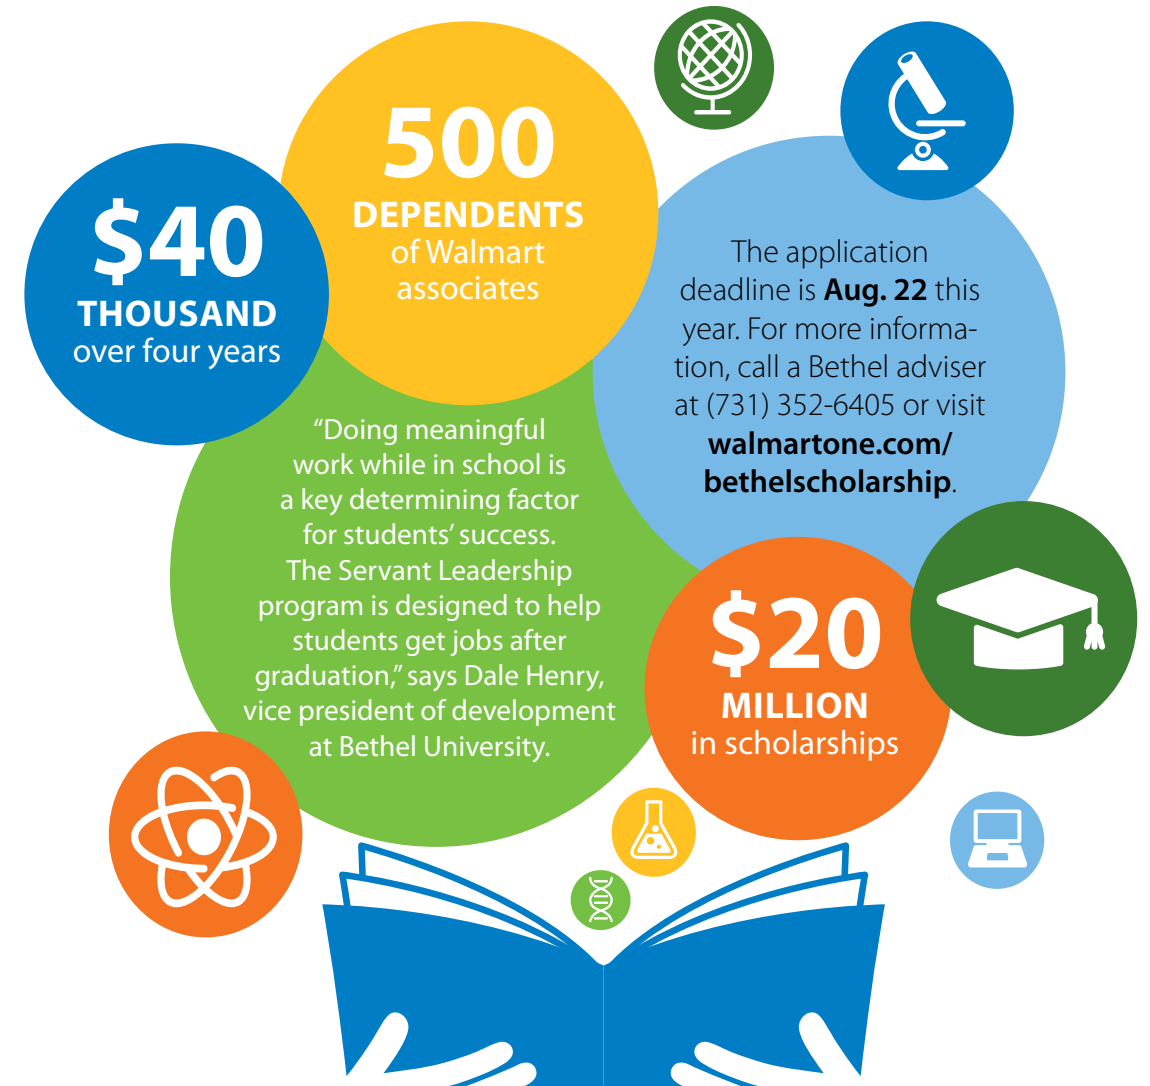 500
DEPENDENTS
of Walmart
associates
$40
THOUSAND
over four years
The application
deadline is Aug. 22 this
year. For more informa-
tion, call a Bethel adviser
at (731) 352-6405 or visit
walmartone.com/
bethelscholarship.
“Doing meaningful
work while in school is
a key determining factor
for students’ success.
The Servant Leadership
program is designed to help
students get jobs after
graduation,” says Dale Henry,
vice president of development
at Bethel University.
$20
MILLION
in scholarships